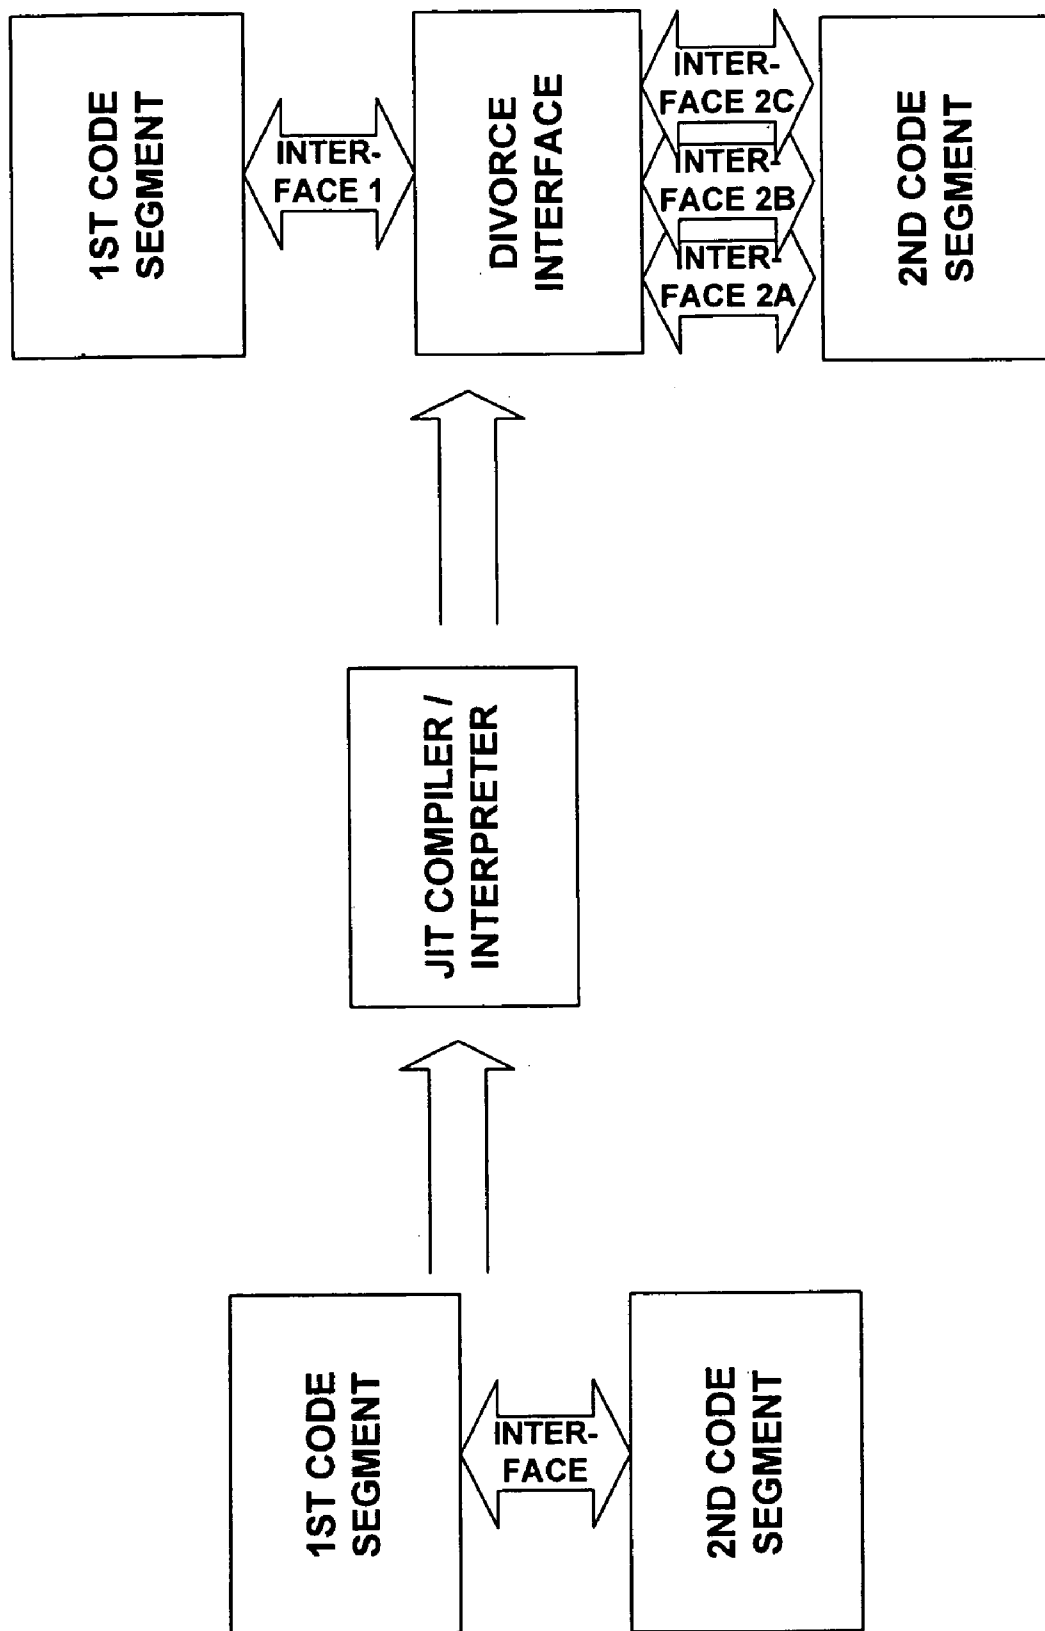 1ST CODE
SEGMENT
INTER-
FACE 1
DIVORCE
INTERFACE
INTER-
FACE 2C
INTER-
FACE 2B
INTER-
FACE 2A
2ND CODE
SEGMENT
JIT COMPILER /
INTERPRETER
1ST CODE
SEGMENT
INTER-
FACE
2ND CODE
SEGMENT